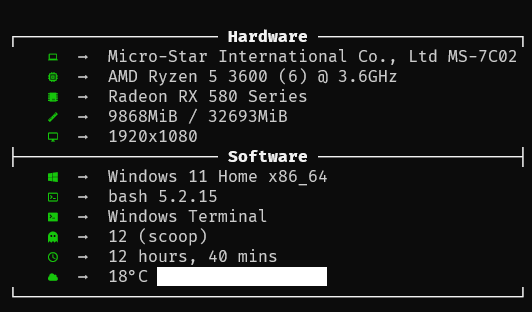 Hardware
→ Micro-Star International Co., Ltd MS-7C02
→ AMD Ryzen 5 3600 (6) @ 3.6GHz
→ Radeon RX 580 Series
→ 9868MiB / 32693MiB
→ 1920x1080
Software
→ Windows 11 Home x86_64
→ bash 5.2.15
→ Windows Terminal
→ 12 (scoop)
→ 12 hours, 40 mins
→ 18°C